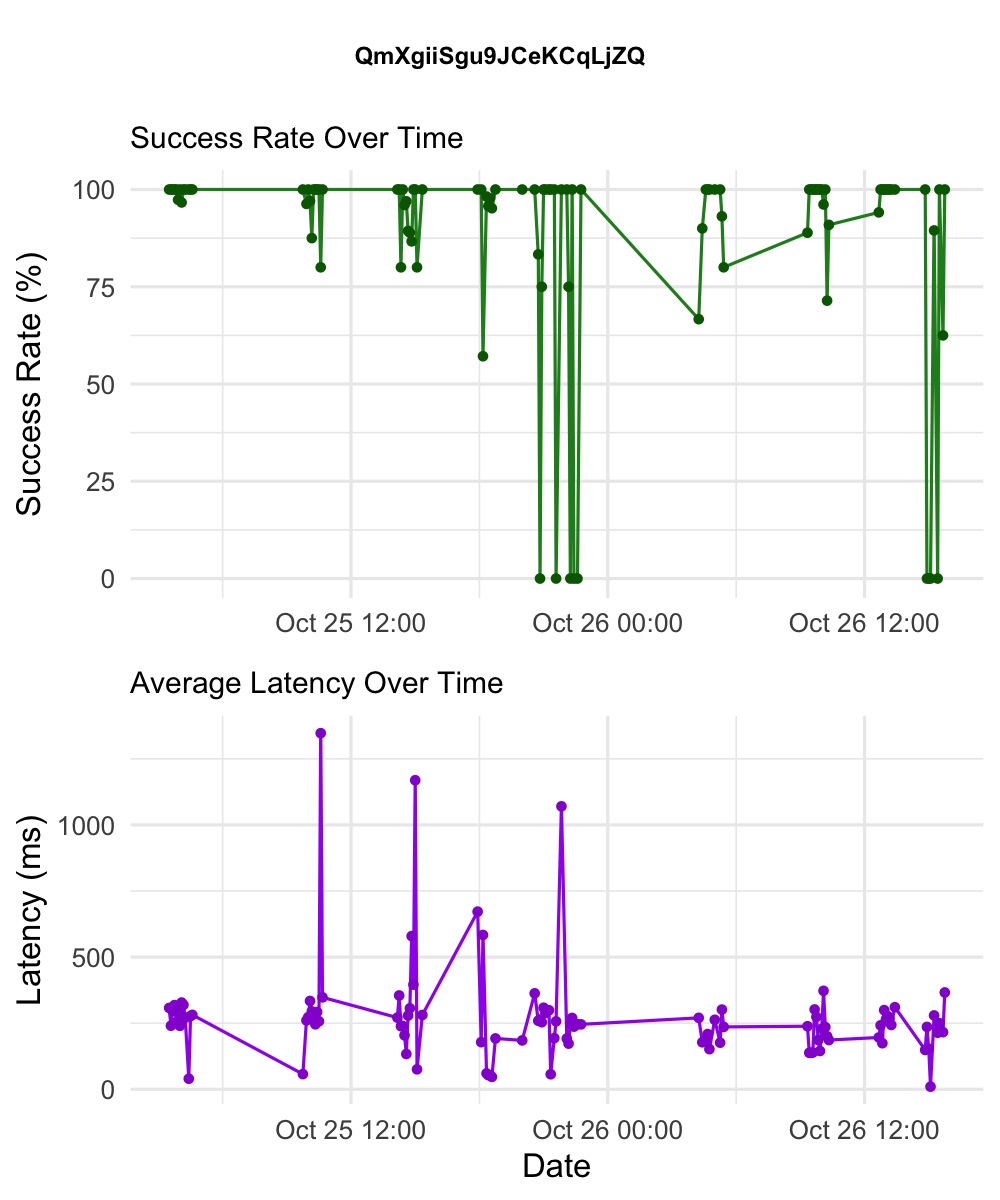 QmXgiiSgu9JCeKCqLjZQ
Success Rate Over Time
Success Rate (%)
100
75
50
25
0
Oct 25 12:00
Oct 26 00:00
Oct 26 12:00
Average Latency Over Time
Latency (ms)
1000
500
0
Oct 25 12:00
Oct 26 00:00
Oct 26 12:00
Date